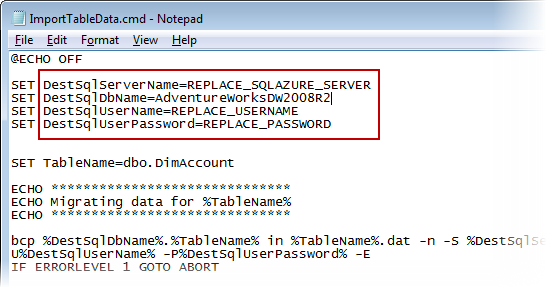 ImportTableData.cmd - Notepad
File Edit Format View Help
@ECHO OFF
SET DestSqlServerName=REPLACE_SQLAZURE_SERVER
SET DestSqlDbName=AdventureWorksDW2008R2
SET DestSqlUserName=REPLACE_USERNAME
SET DestSqlUserPassword=REPLACE_PASSWORD
SET TableName=dbo.DimAccount
ECHO *******************************
ECHO Migrating data for %TableName%
ECHO *******************************
bcp %DestSqlDbName%.%TableName% in %TableName%.dat -n -S %DestSqlSe
U%DestSqlUserName% -P%DestSqlUserPassword% -E
IF ERRORLEVEL 1 GOTO ABORT